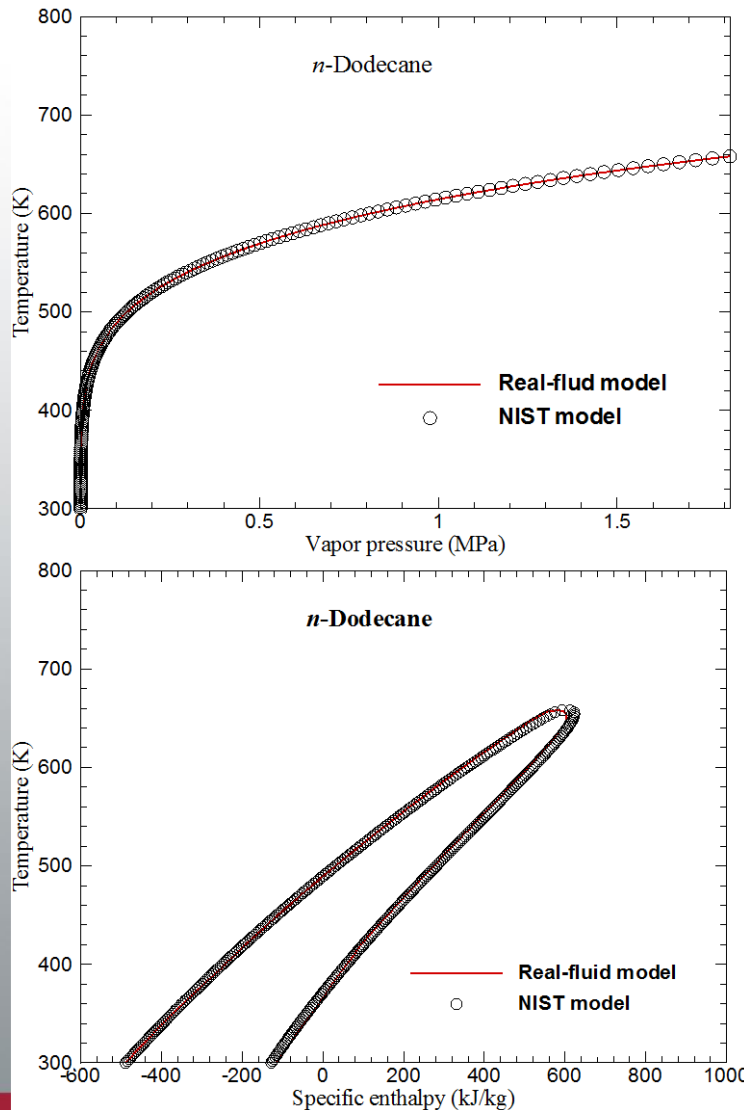 800
n-Dodecane
700
Temperature (K)
600
500
Real-flud model
400
NIST model
300
0 0.5 1 1.5
Vapor pressure (MPa)
800
n-Dodecane
700
Temperature (K)
600
500
400
Real-fluid model
NIST model
300
-600 -400 -200 0 200 400 600 800 1000
Specific enthalpy (kJ/kg)